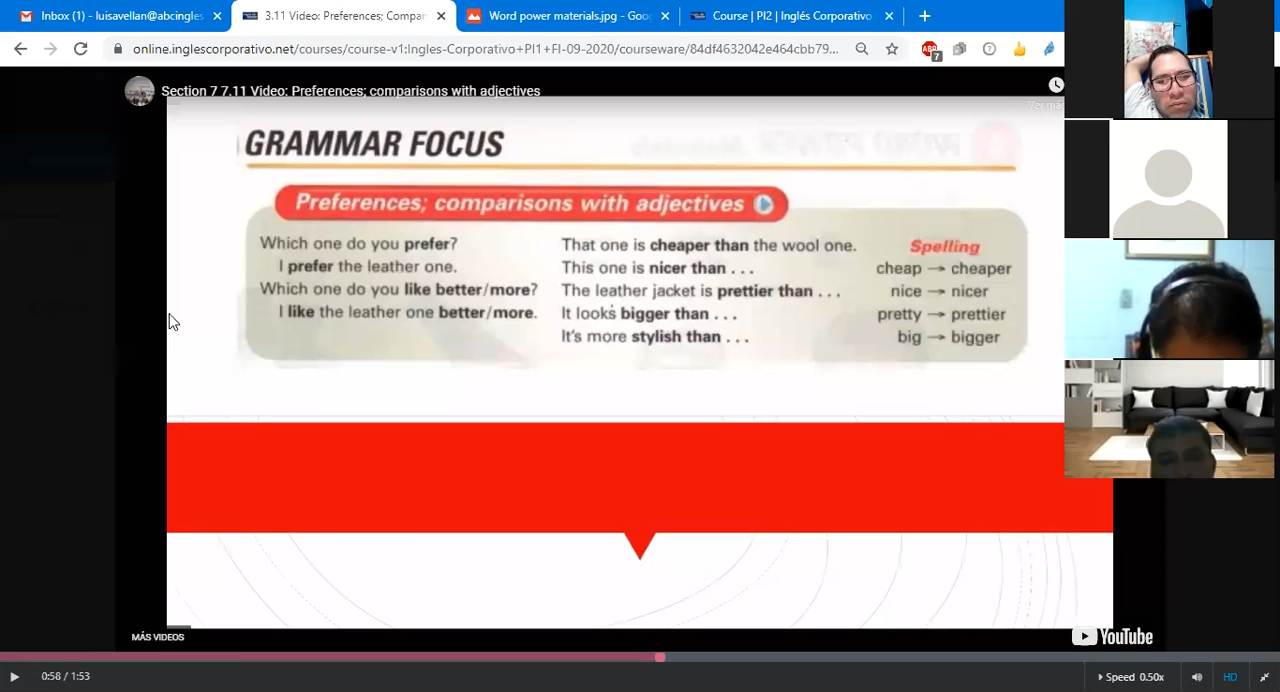 Inbox (1) - luisavellan@abcingles
3.11 Video: Preferences; Compar
Word power materials.jpg - Goo
Course | PI2 | Inglés Corporativo
online.inglescorporativo.net/courses/course-v1:Ingles-Corporativo+PI1+FI-09-2020/courseware/84df4632042e464cbb79...
ABP
7
Section 7 7.11 Video: Preferences; comparisons with adjectives
Ver más
GRAMMAR FOCUS
Preferences; comparisons with adjectives
Which one do you prefer?
I prefer the leather one.
Which one do you like better/more?
I like the leather one better/more.
That one is cheaper than the wool one.
This one is nicer than . . .
The leather jacket is prettier than . . .
It looks bigger than . . .
It's more stylish than . . .
Spelling
cheap → cheaper
nice → nicer
pretty → prettier
big → bigger
MÁS VIDEOS
YouTube
0:58 / 1:53
Speed 0.50x
HD